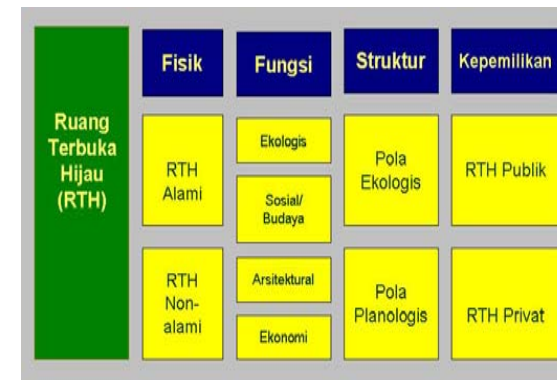 Ruang
Terbuka
Hijau
(RTH)
Fisik
RTH
Alami
RTH
Non-
alami
Fungsi
Ekologis
Sosial/
Budaya
Arsitektural
Ekonomi
Struktur
Pola
Ekologis
Pola
Planologis
Kepemilikan
RTH Publik
RTH Privat